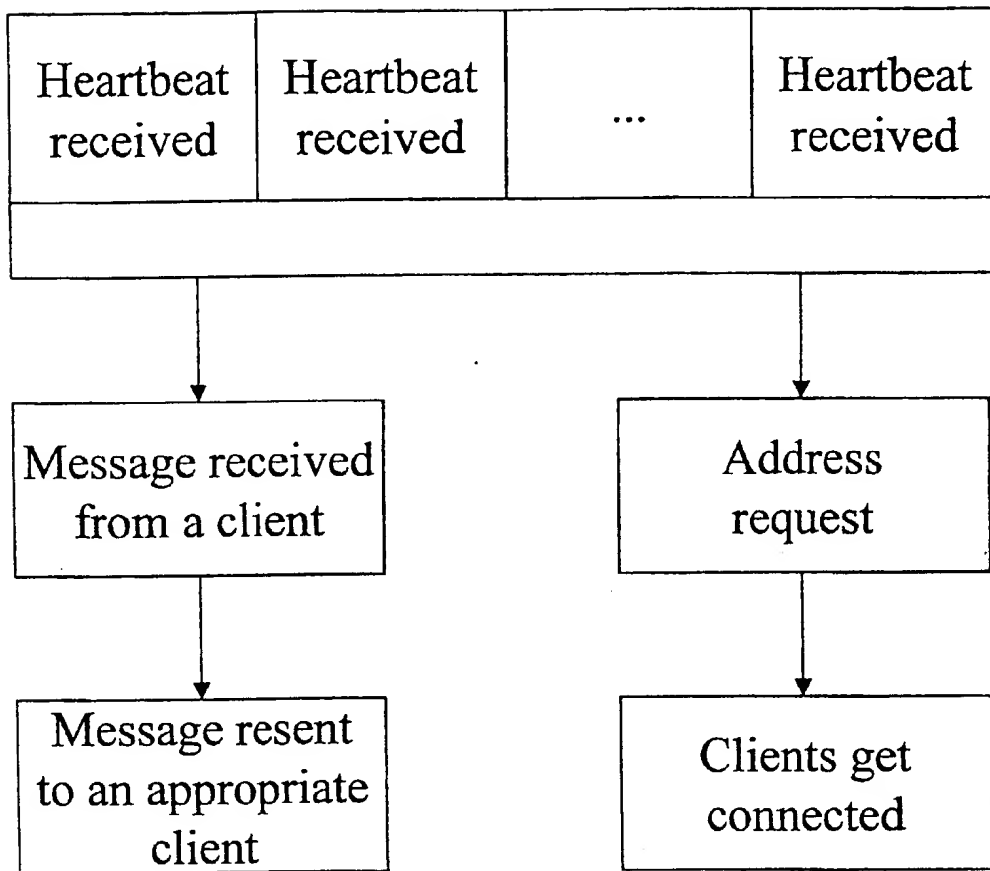 Heartbeat
received
Heartbeat
received
...
Heartbeat
received
Message received
from a client
Address
request
Message resent
to an appropriate
client
Clients get
connected